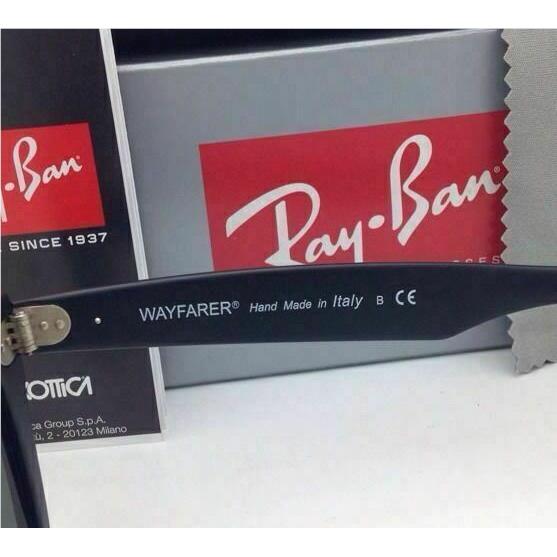 Ray-Ban
SINCE 1937
Ray-Ban
WAYFARER® Hand Made in Italy B CE
Group S.p.A.
2 - 20123 Milano